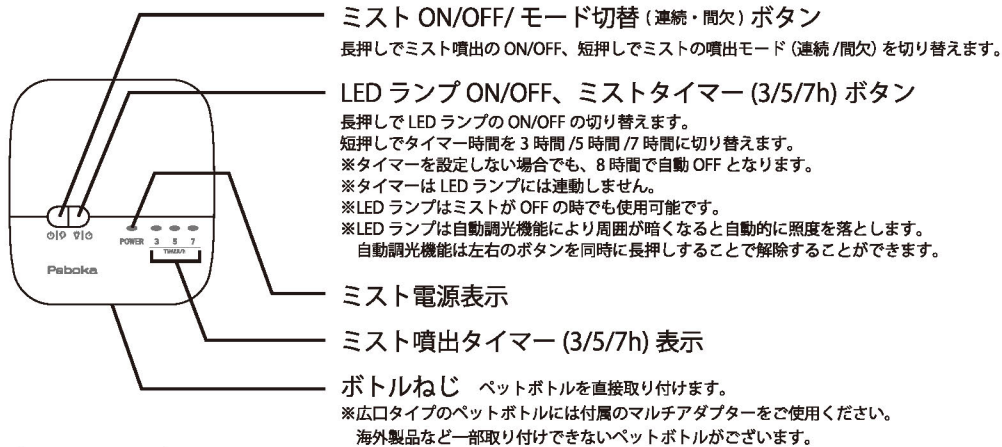 ミスト ON/OFF/ モード切替 (連続・間欠) ボタン
長押しでミスト噴出の ON/OFF、短押しでミストの噴出モード (連続 /間欠) を切り替えます。
LED ランプ ON/OFF、ミストタイマー (3/5/7h) ボタン
長押しで LED ランプの ON/OFF の切り替えます。
短押しでタイマー時間を 3 時間 /5 時間 /7 時間に切り替えます。
※タイマーを設定しない場合でも、8 時間で自動 OFF となります。
※タイマーは LED ランプには連動しません。
※LED ランプはミストが OFF の時でも使用可能です。
※LED ランプは自動調光機能により周囲が暗くなると自動的に照度を落とします。
自動調光機能は左右のボタンを同時に長押しすることで解除することができます。
POWER 3 5 7
Paboka
ミスト電源表示
ミスト噴出タイマー (3/5/7h) 表示
ボトルねじ ペットボトルを直接取り付けます。
※広口タイプのペットボトルには付属のマルチアダプターをご使用ください。
海外製品など一部取り付けできないペットボトルがございます。